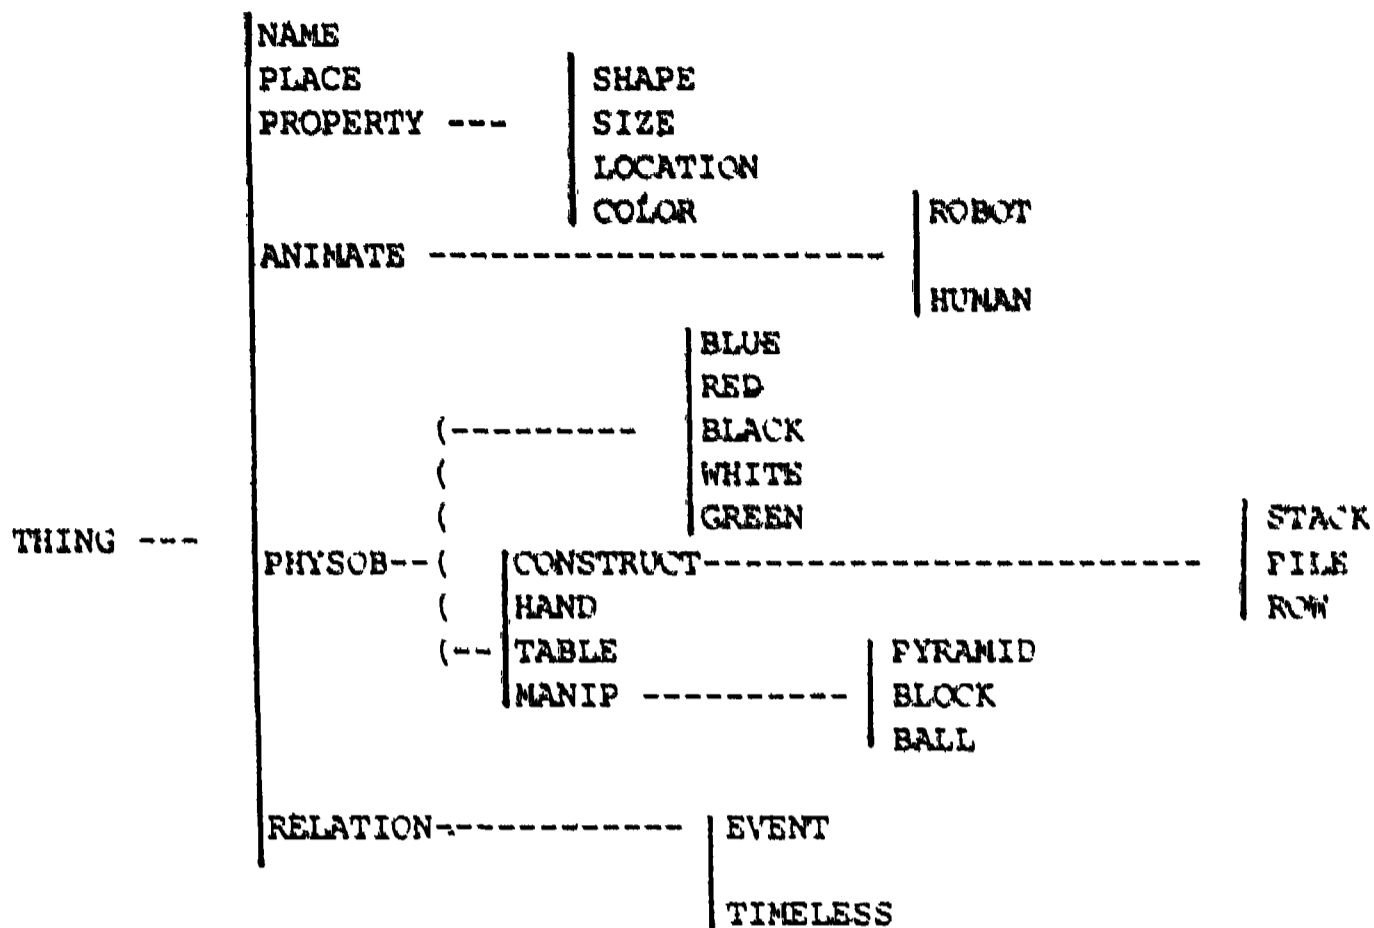 NAME
PLACE SHAPE
PROPERTY --- SIZE
LOCATION
COLOR ROBOT
ANIMATE ----------------------
HUMAN
BLUE
RED
(--------- BLACK
( WHITE
( GREEN STACK
THING --- PHYSOB--( CONSTRUCT------------------------ PILE
( HAND ROW
(-- TABLE PYRAMID
MANIP ---------- BLOCK
BALL
RELATION------------ EVENT
TIMELESS